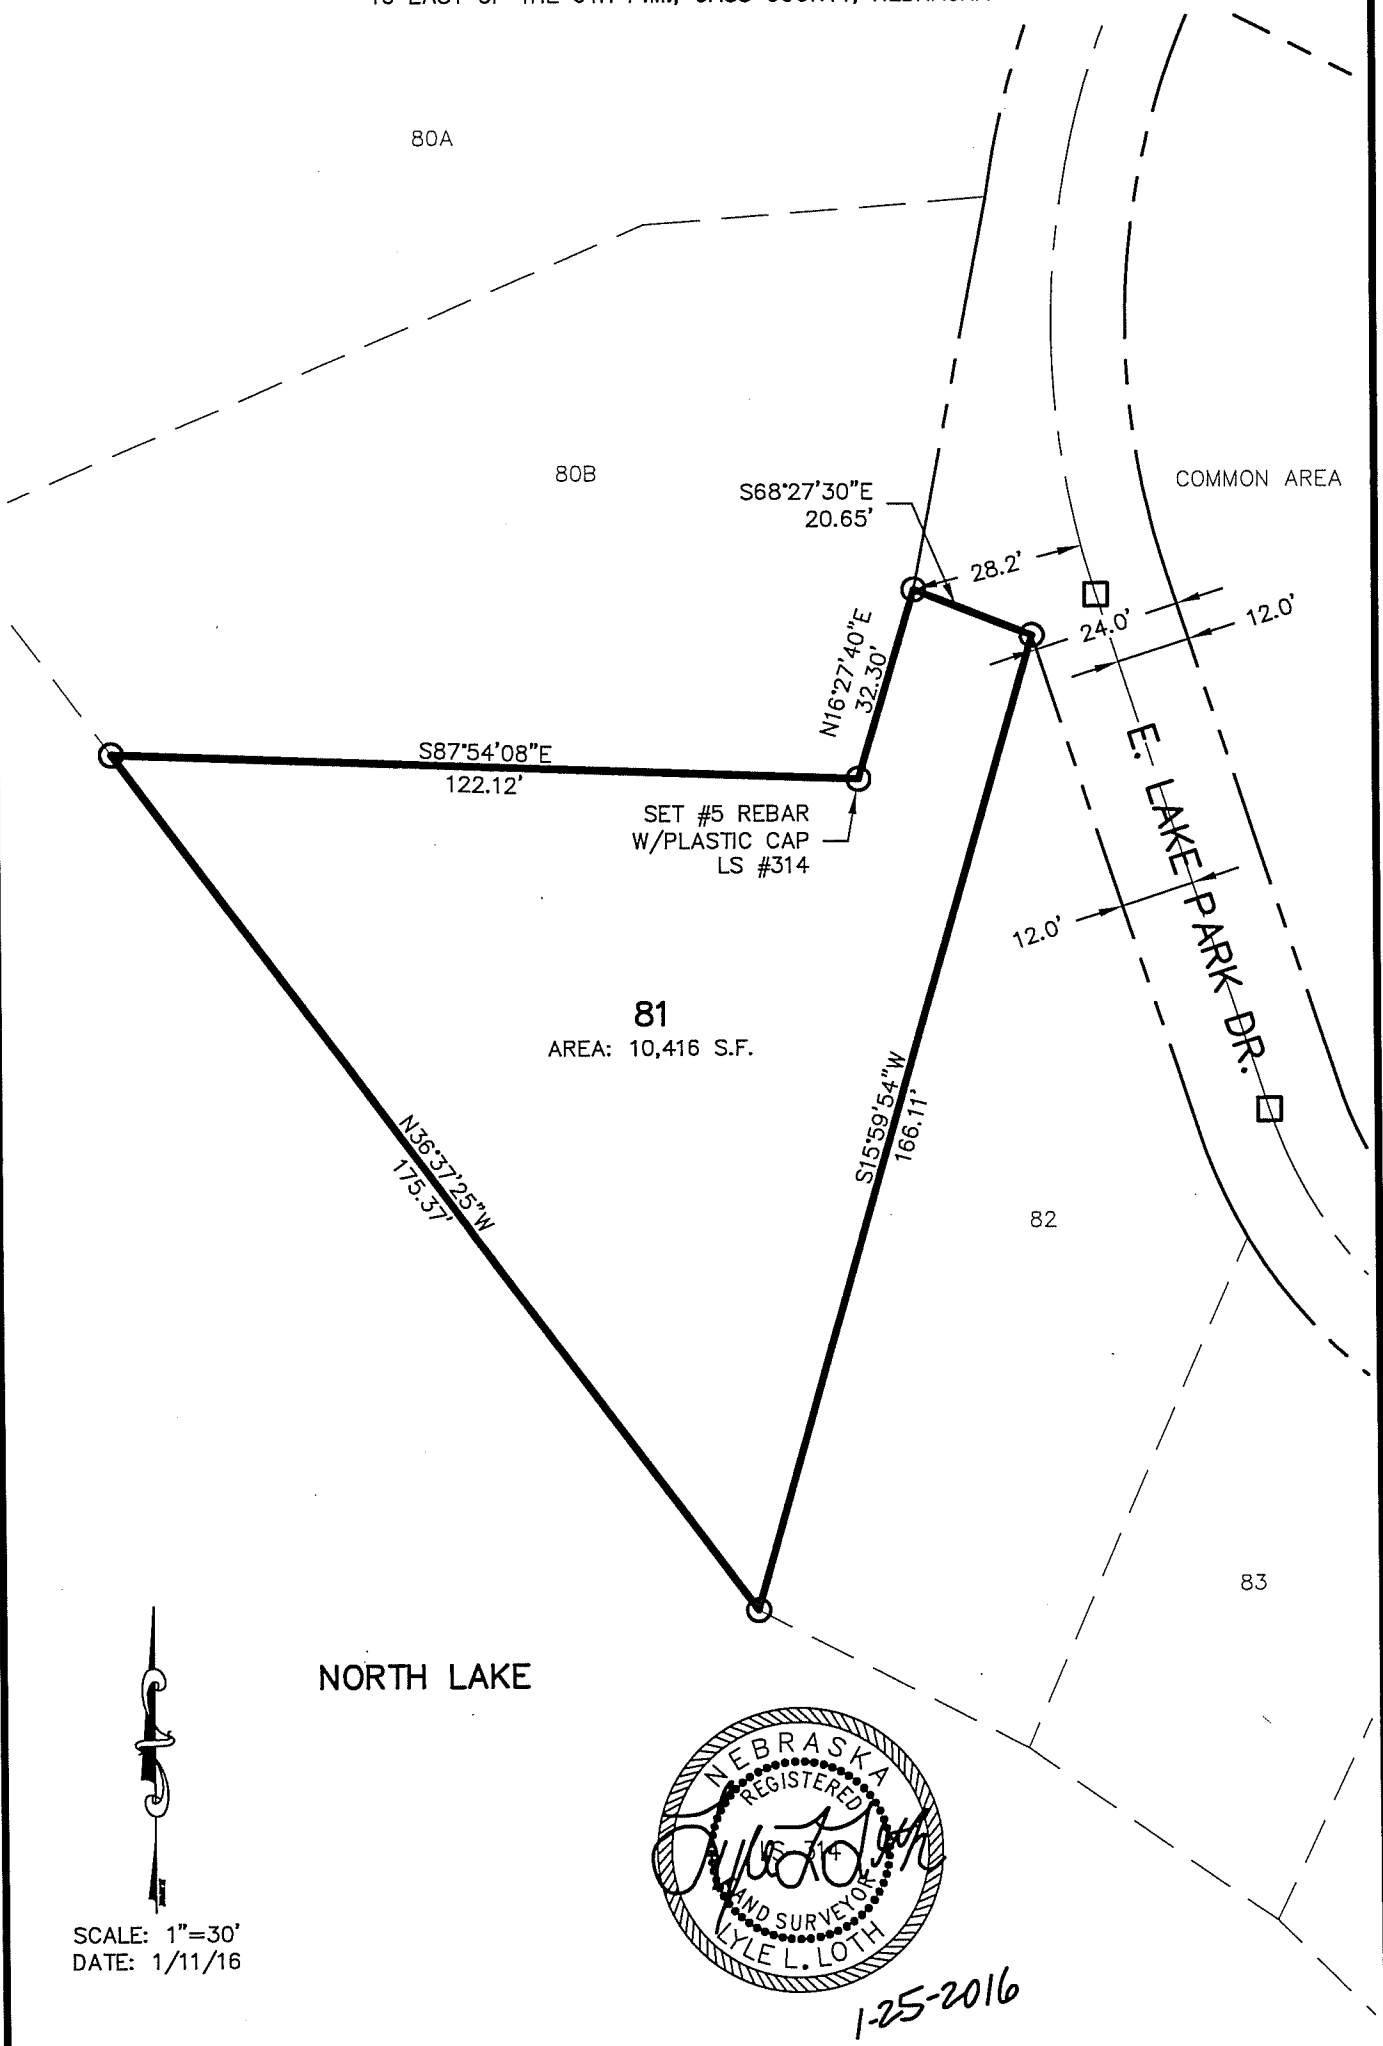 80A
80B
COMMON AREA
S68°27'30"E
20.65'
28.2'
24.0'
12.0'
N16°27'40"E
32.30'
S87°54'08"E
122.12'
SET #5 REBAR
W/PLASTIC CAP
LS #314
E. LAKE PARK DR.
12.0'
81
AREA: 10,416 S.F.
S15°59'54"W
166.11'
N36°37'25"W
175.37'
82
83
NORTH LAKE
NEBRASKA
REGISTERED
LS 314
LAND SURVEYOR
LYLE L. LOTH
Lyle L. Loth
SCALE: 1"=30'
DATE: 1/11/16
1-25-2016